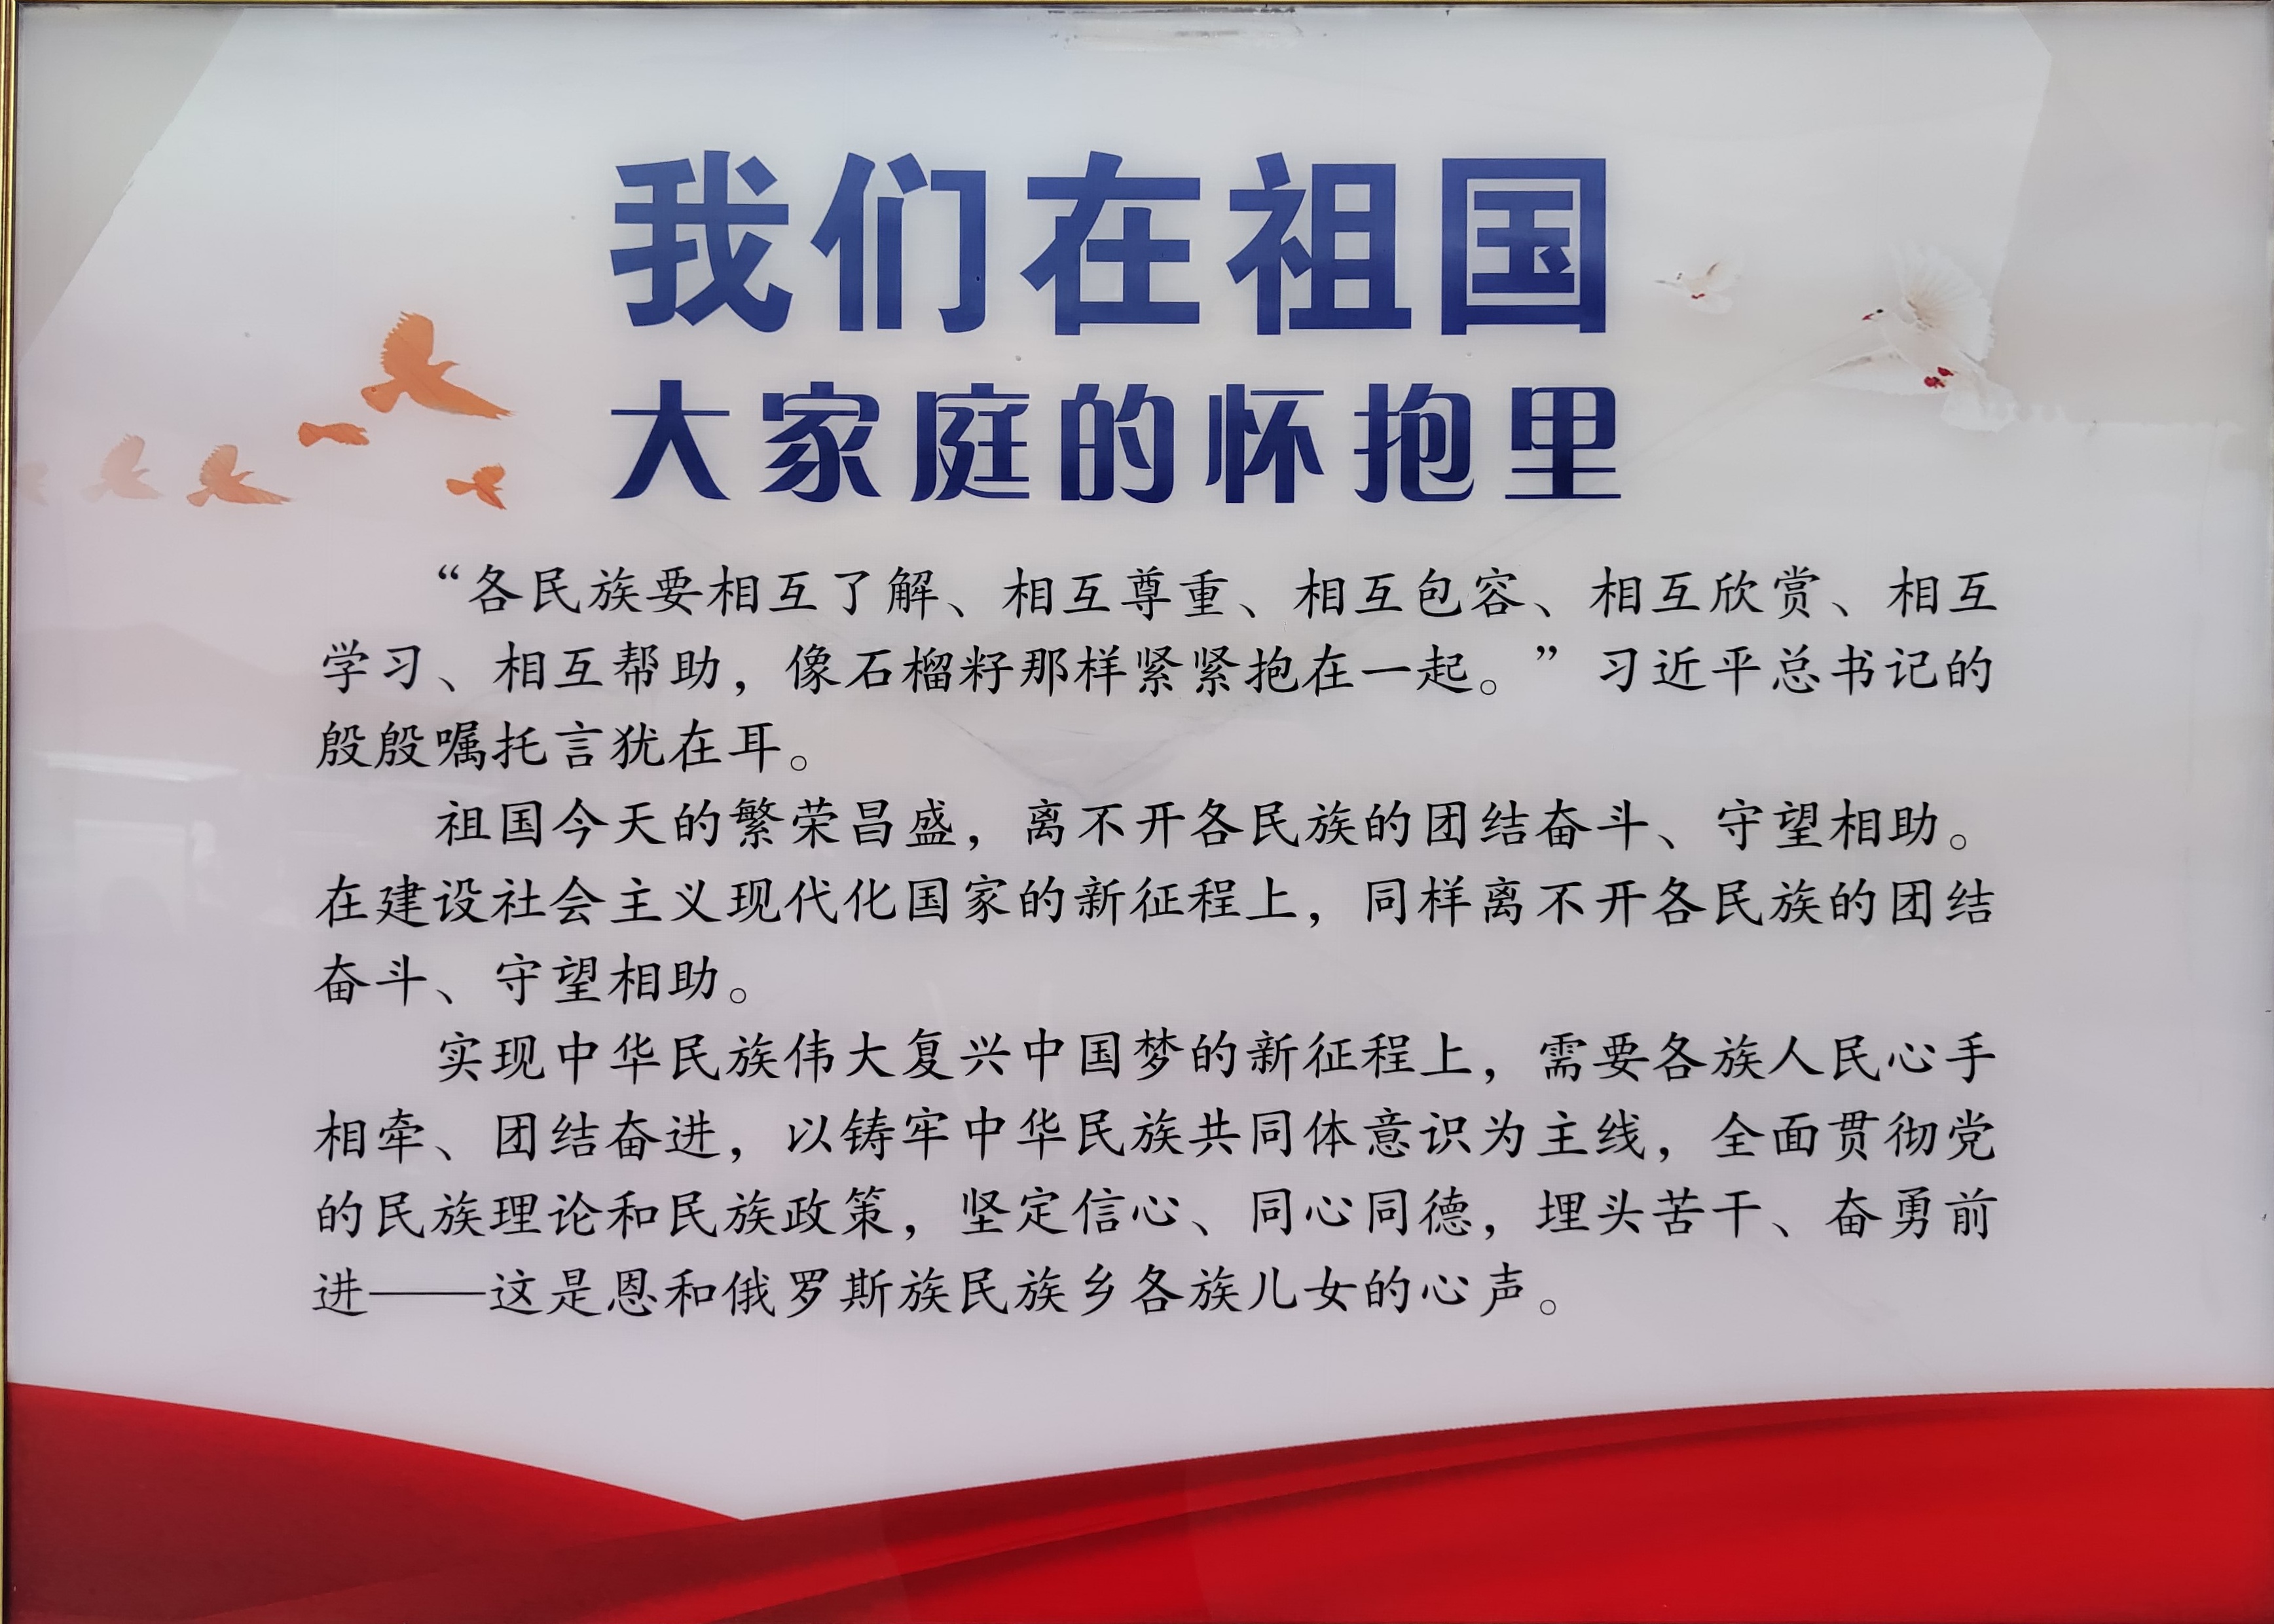 我们在祖国
大家庭的怀抱里
“各民族要相互了解、相互尊重、相互包容、相互欣赏、相互
学习、相互帮助，像石榴籽那样紧紧抱在一起。”习近平总书记的
殷殷嘱托言犹在耳。
祖国今天的繁荣昌盛，离不开各民族的团结奋斗、守望相助。
在建设社会主义现代化国家的新征程上，同样离不开各民族的团结
奋斗、守望相助。
实现中华民族伟大复兴中国梦的新征程上，需要各族人民心手
相牵、团结奋进，以铸牢中华民族共同体意识为主线，全面贯彻党
的民族理论和民族政策，坚定信心、同心同德，埋头苦干、奋勇前
进——这是恩和俄罗斯族民族乡各族儿女的心声。